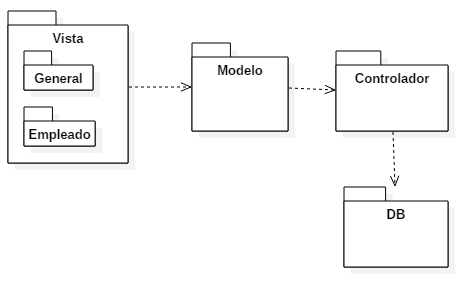 Vista
General
Empleado
Modelo
Controlador
DB